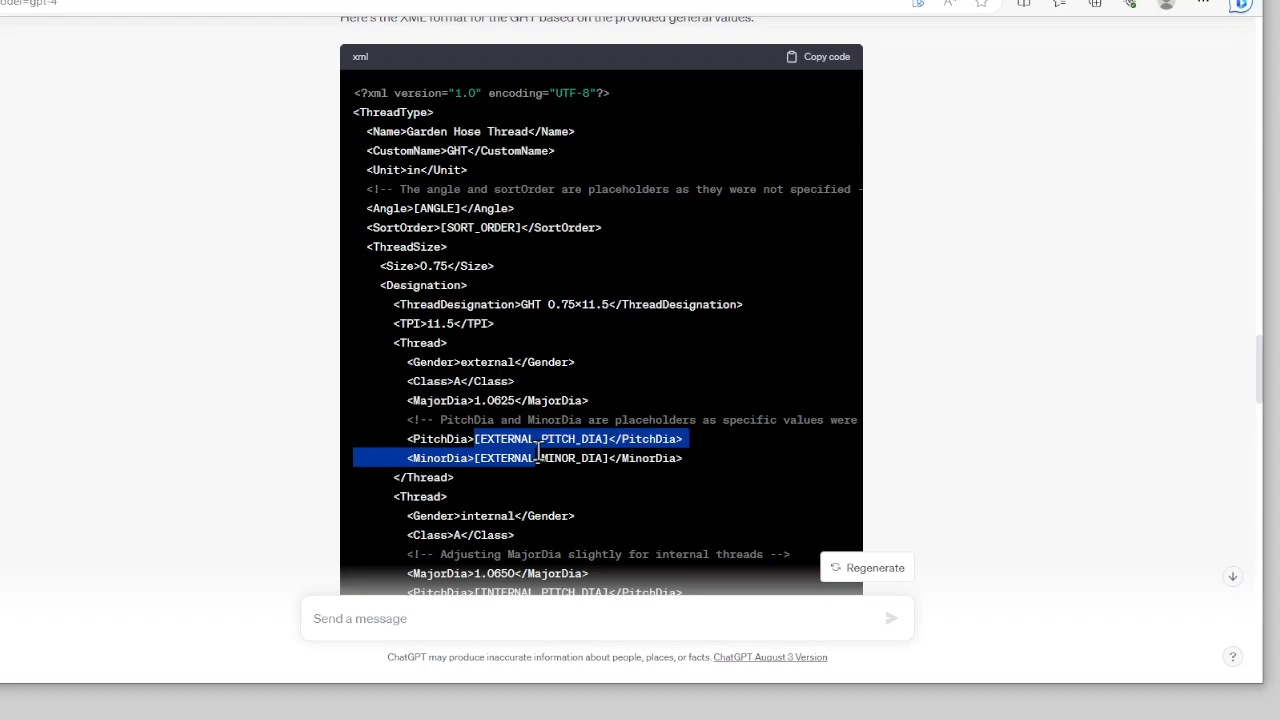 odel=gpt-4
Here's the XML format for the GHT based on the provided general values.
xml
Copy code
<?xml version="1.0" encoding="UTF-8"?>
<ThreadType>
<Name>Garden Hose Thread</Name>
<CustomName>GHT</CustomName>
<Unit>in</Unit>
<!-- The angle and sortOrder are placeholders as they were not specified -
<Angle>[ANGLE]</Angle>
<SortOrder>[SORT_ORDER]</SortOrder>
<ThreadSize>
<Size>0.75</Size>
<Designation>
<ThreadDesignation>GHT 0.75x11.5</ThreadDesignation>
<TPI>11.5</TPI>
<Thread>
<Gender>external</Gender>
<Class>A</Class>
<MajorDia>1.0625</MajorDia>
<!-- PitchDia and MinorDia are placeholders as specific values were
<PitchDia>[EXTERNAL_PITCH_DIA]</PitchDia>
<MinorDia>[EXTERNAL_MINOR_DIA]</MinorDia>
</Thread>
<Thread>
<Gender>internal</Gender>
<Class>A</Class>
<!-- Adjusting MajorDia slightly for internal threads -->
<MajorDia>1.0650</MajorDia>
<PitchDia>[INTERNAL_PITCH_DIA]</PitchDia>
Regenerate
Send a message
ChatGPT may produce inaccurate information about people, places, or facts. ChatGPT August 3 Version
?